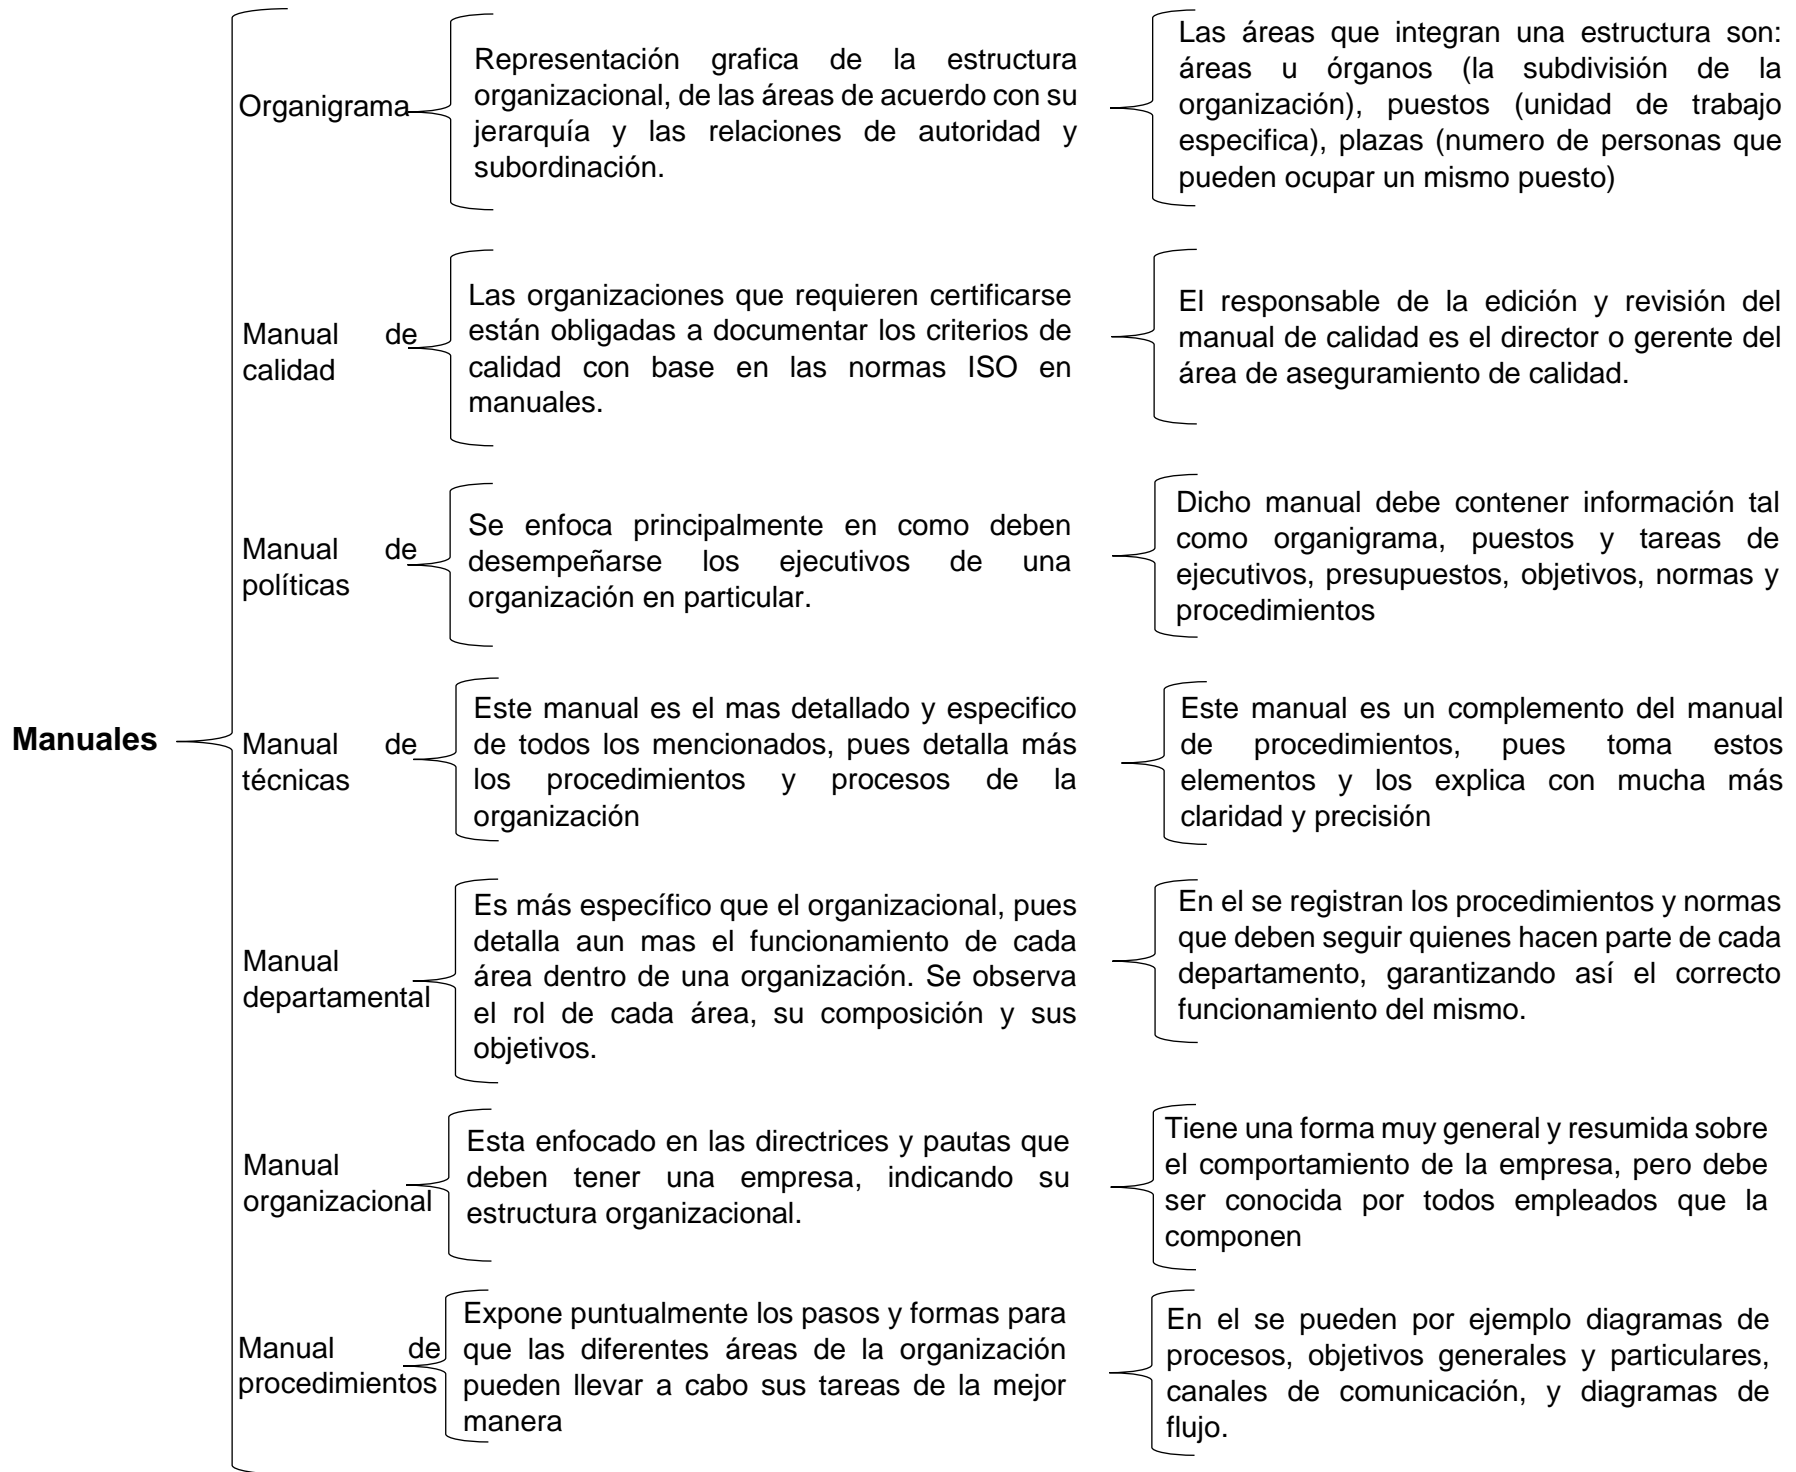 Manuales
Organigrama
Representación grafica de la estructura
organizacional, de las áreas de acuerdo con su
jerarquía y las relaciones de autoridad y
subordinación.
Las áreas que integran una estructura son:
áreas u órganos (la subdivisión de la
organización), puestos (unidad de trabajo
especifica), plazas (numero de personas que
pueden ocupar un mismo puesto)
Manual de
calidad
Las organizaciones que requieren certificarse
están obligadas a documentar los criterios de
calidad con base en las normas ISO en
manuales.
El responsable de la edición y revisión del
manual de calidad es el director o gerente del
área de aseguramiento de calidad.
Manual de
políticas
Se enfoca principalmente en como deben
desempeñarse los ejecutivos de una
organización en particular.
Dicho manual debe contener información tal
como organigrama, puestos y tareas de
ejecutivos, presupuestos, objetivos, normas y
procedimientos
Manual de
técnicas
Este manual es el mas detallado y especifico
de todos los mencionados, pues detalla más
los procedimientos y procesos de la
organización
Este manual es un complemento del manual
de procedimientos, pues toma estos
elementos y los explica con mucha más
claridad y precisión
Manual
departamental
Es más específico que el organizacional, pues
detalla aun mas el funcionamiento de cada
área dentro de una organización. Se observa
el rol de cada área, su composición y sus
objetivos.
En el se registran los procedimientos y normas
que deben seguir quienes hacen parte de cada
departamento, garantizando así el correcto
funcionamiento del mismo.
Manual
organizacional
Esta enfocado en las directrices y pautas que
deben tener una empresa, indicando su
estructura organizacional.
Tiene una forma muy general y resumida sobre
el comportamiento de la empresa, pero debe
ser conocida por todos empleados que la
componen
Manual de
procedimientos
Expone puntualmente los pasos y formas para
que las diferentes áreas de la organización
pueden llevar a cabo sus tareas de la mejor
manera
En el se pueden por ejemplo diagramas de
procesos, objetivos generales y particulares,
canales de comunicación, y diagramas de
flujo.